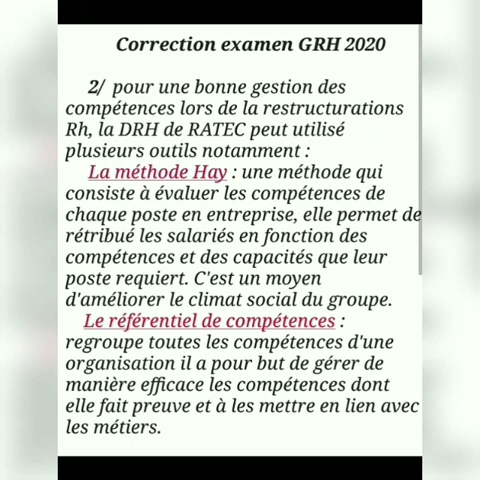 Correction examen GRH 2020
2/ pour une bonne gestion des
compétences lors de la restructurations
Rh, la DRH de RATEC peut utilisé
plusieurs outils notamment :
La méthode Hay : une méthode qui
consiste à évaluer les compétences de
chaque poste en entreprise, elle permet de
rétribué les salariés en fonction des
compétences et des capacités que leur
poste requiert. C'est un moyen
d'améliorer le climat social du groupe.
Le référentiel de compétences :
regroupe toutes les compétences d'une
organisation il a pour but de gérer de
manière efficace les compétences dont
elle fait preuve et à les mettre en lien avec
les métiers.